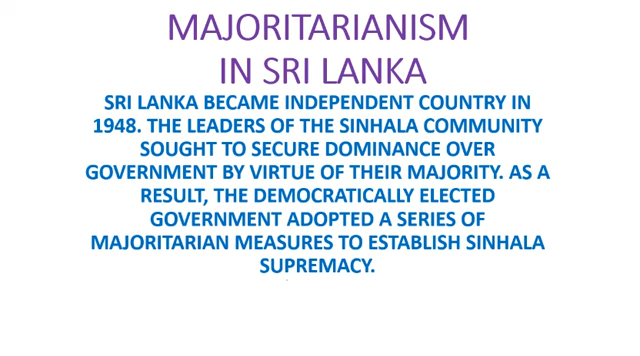 MAJORITARIANISM
IN SRI LANKA
SRI LANKA BECAME INDEPENDENT COUNTRY IN
1948. THE LEADERS OF THE SINHALA COMMUNITY
SOUGHT TO SECURE DOMINANCE OVER
GOVERNMENT BY VIRTUE OF THEIR MAJORITY. AS A
RESULT, THE DEMOCRATICALLY ELECTED
GOVERNMENT ADOPTED A SERIES OF
MAJORITARIAN MEASURES TO ESTABLISH SINHALA
SUPREMACY.